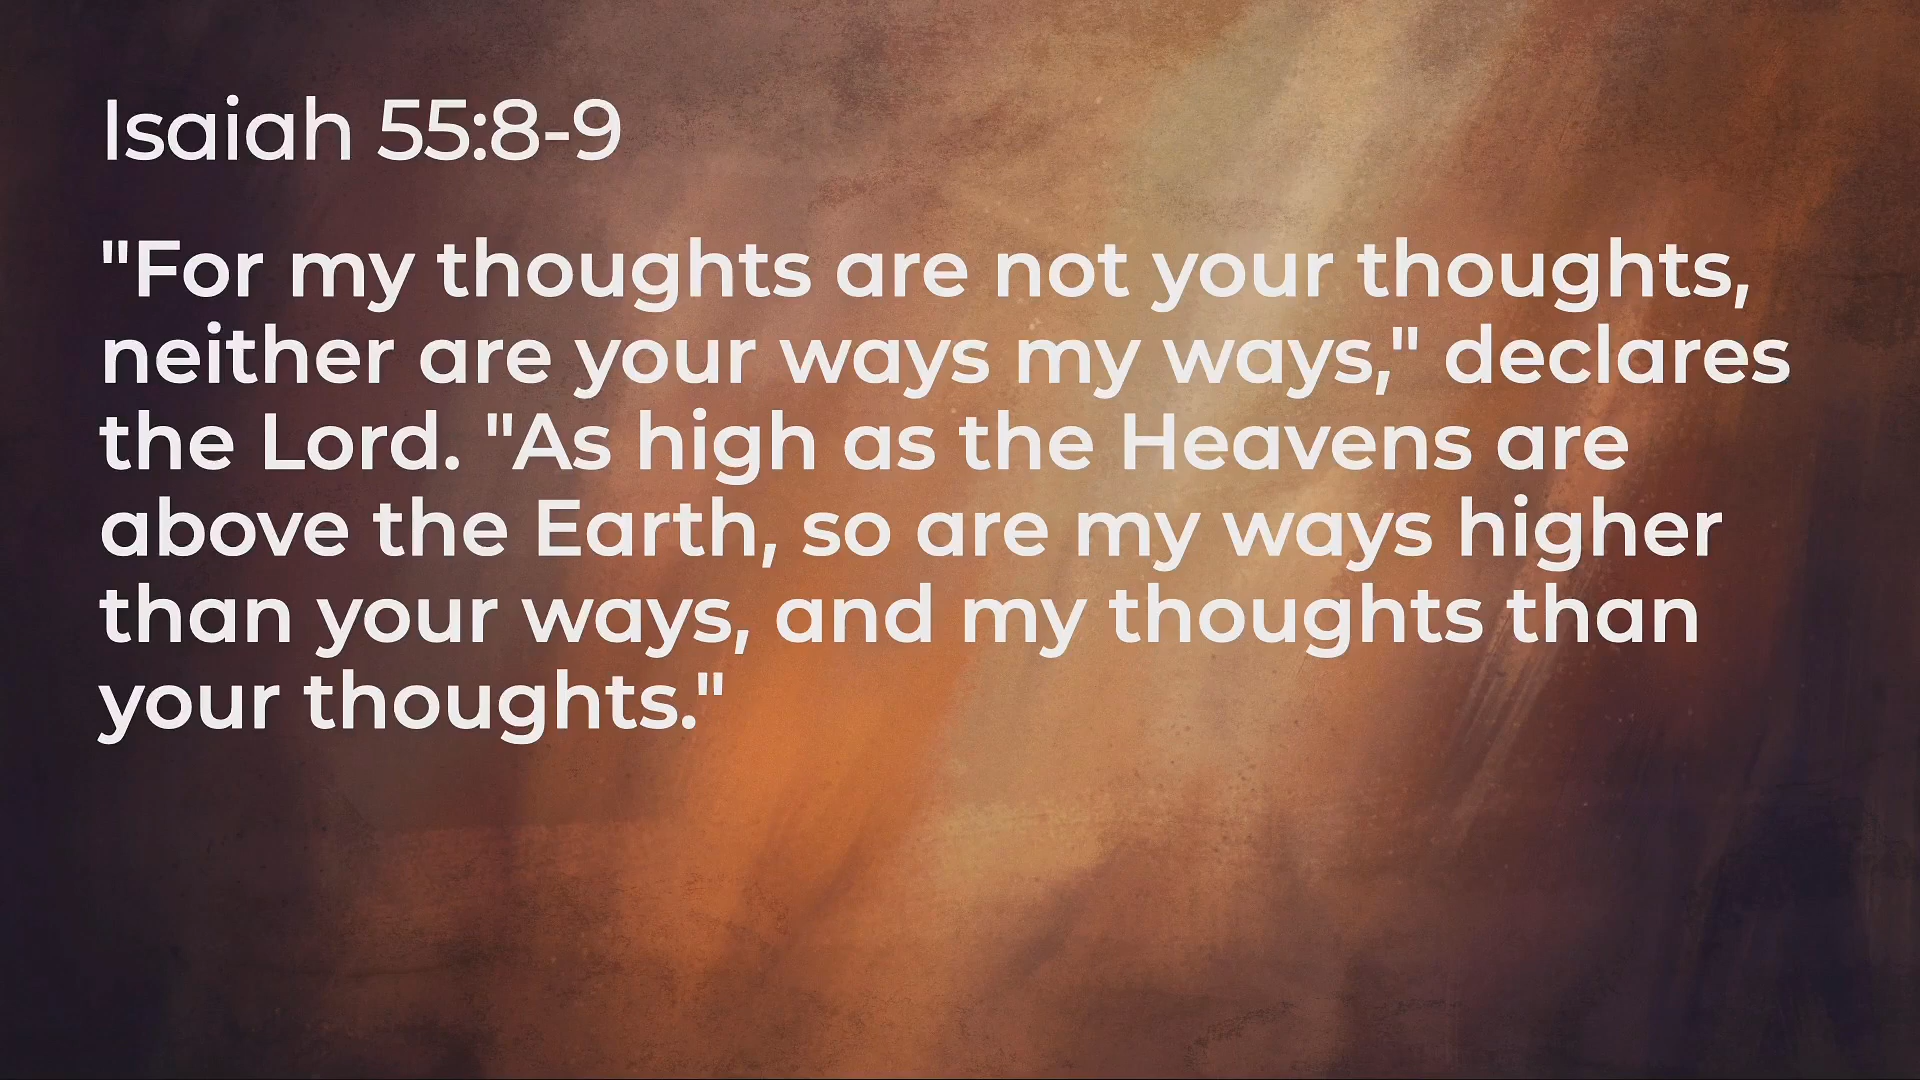 Isaiah 55:8-9
"For my thoughts are not your thoughts,
neither are your ways my ways," declares
the Lord. "As high as the Heavens are
above the Earth, so are my ways higher
than your ways, and my thoughts than
your thoughts."